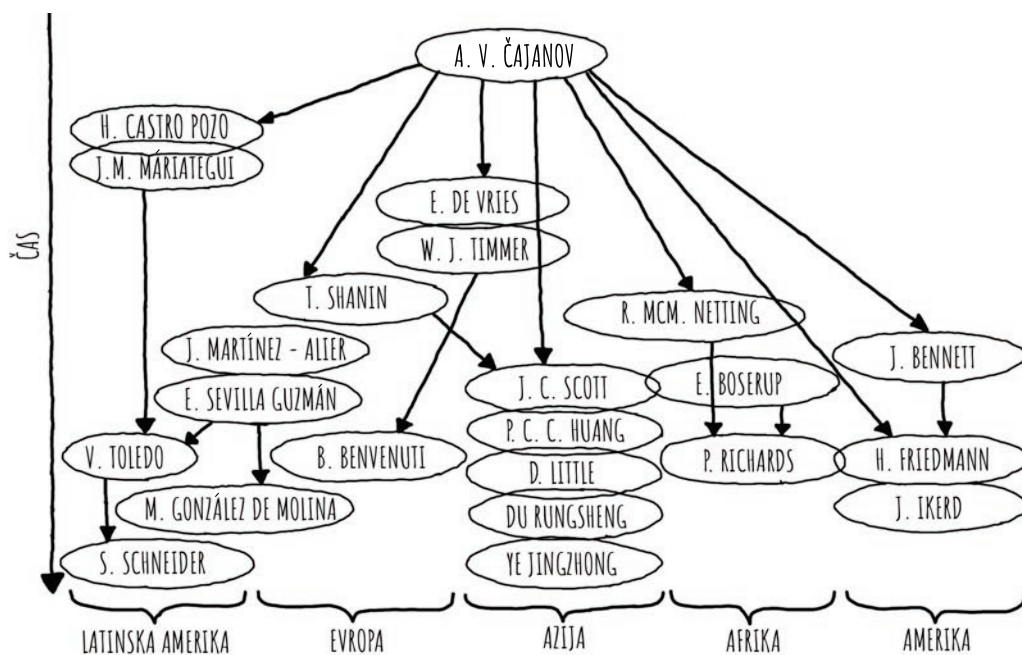 A. V. ČAJANOV
H. CASTRO POZO
J.M. MÁRIATEGUI
E. DE VRIES
W. J. TIMMER
ČAS
T. SHANIN
R. MCM. NETTING
J. MARTÍNEZ - ALIER
J. BENNETT
E. SEVILLA GUZMÁN
J. C. SCOTT
E. BOSERUP
P. C. C. HUANG
V. TOLEDO
B. BENVENUTI
P. RICHARDS
H. FRIEDMANN
D. LITTLE
M. GONZÁLEZ DE MOLINA
DU RUNGSHENG
J. IKERD
S. SCHNEIDER
YE JINGZHONG
LATINSKA AMERIKA
EVROPA
AZIJA
AFRIKA
AMERIKA